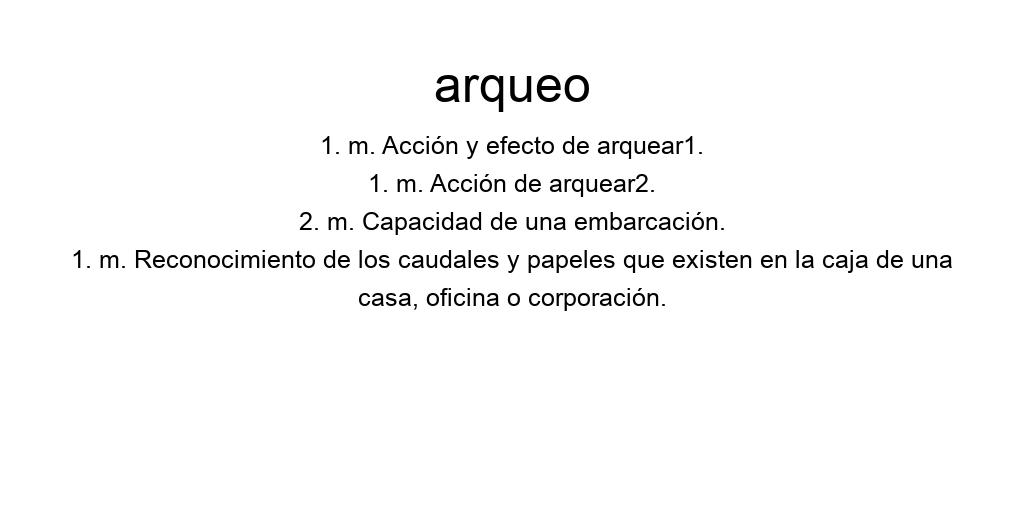 arqueo
1. m. Acción y efecto de arquear1.
1. m. Acción de arquear2.
2. m. Capacidad de una embarcación.
1. m. Reconocimiento de los caudales y papeles que existen en la caja de una
casa, oficina o corporación.